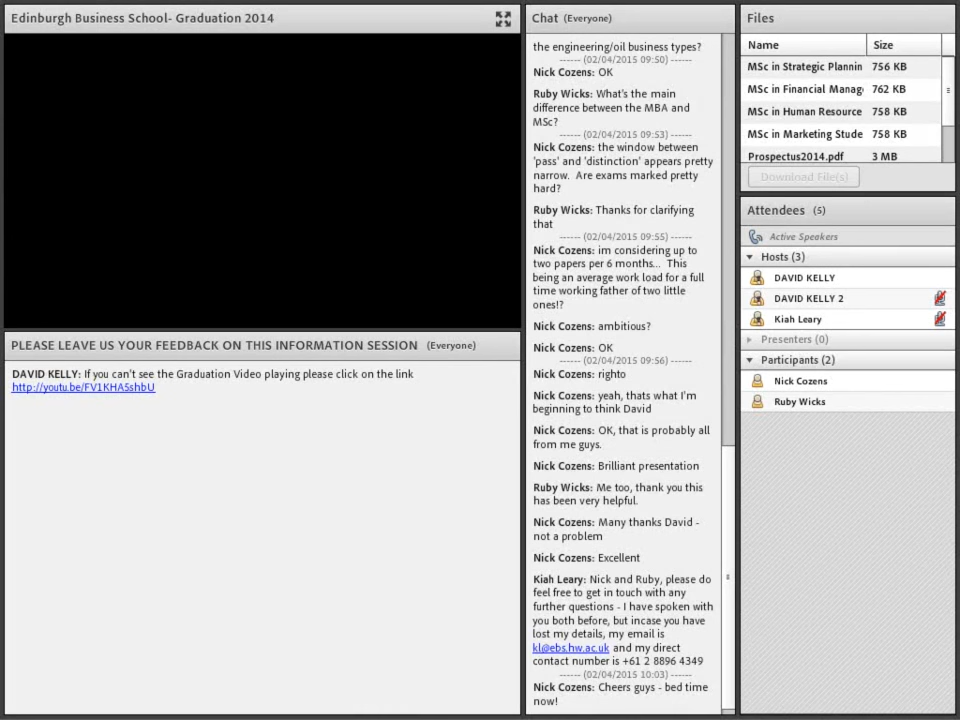 Edinburgh Business School- Graduation 2014
PLEASE LEAVE US YOUR FEEDBACK ON THIS INFORMATION SESSION (Everyone)
DAVID KELLY: If you can't see the Graduation Video playing please click on the link
http://youtu.be/FV1KHA5shbU
Chat (Everyone)
the engineering/oil business types?
------ (02/04/2015 09:50) ------
Nick Cozens: OK
Ruby Wicks: What's the main
difference between the MBA and
MSc?
------ (02/04/2015 09:53) ------
Nick Cozens: the window between
'pass' and 'distinction' appears pretty
narrow. Are exams marked pretty
hard?
Ruby Wicks: Thanks for clarifying
that
------ (02/04/2015 09:55) ------
Nick Cozens: im considering up to
two papers per 6 months... This
being an average work load for a full
time working father of two little
ones!?
Nick Cozens: ambitious?
Nick Cozens: OK
------ (02/04/2015 09:56) ------
Nick Cozens: righto
Nick Cozens: yeah, thats what I'm
beginning to think David
Nick Cozens: OK, that is probably all
from me guys.
Nick Cozens: Brilliant presentation
Ruby Wicks: Me too, thank you this
has been very helpful.
Nick Cozens: Many thanks David -
not a problem
Nick Cozens: Excellent
Kiah Leary: Nick and Ruby, please do
feel free to get in touch with any
further questions - I have spoken with
you both before, but incase you have
lost my details, my email is
kl@ebs.hw.ac.uk and my direct
contact number is +61 2 8896 4349
------ (02/04/2015 10:03) ------
Nick Cozens: Cheers guys - bed time
now!
Files
Name Size
MSc in Strategic Plannin 756 KB
MSc in Financial Manag 762 KB
MSc in Human Resource 758 KB
MSc in Marketing Stude 758 KB
Prospectus2014.pdf 3 MB
Download File(s)
Attendees (5)
Active Speakers
Hosts (3)
DAVID KELLY
DAVID KELLY 2
Kiah Leary
Presenters (0)
Participants (2)
Nick Cozens
Ruby Wicks